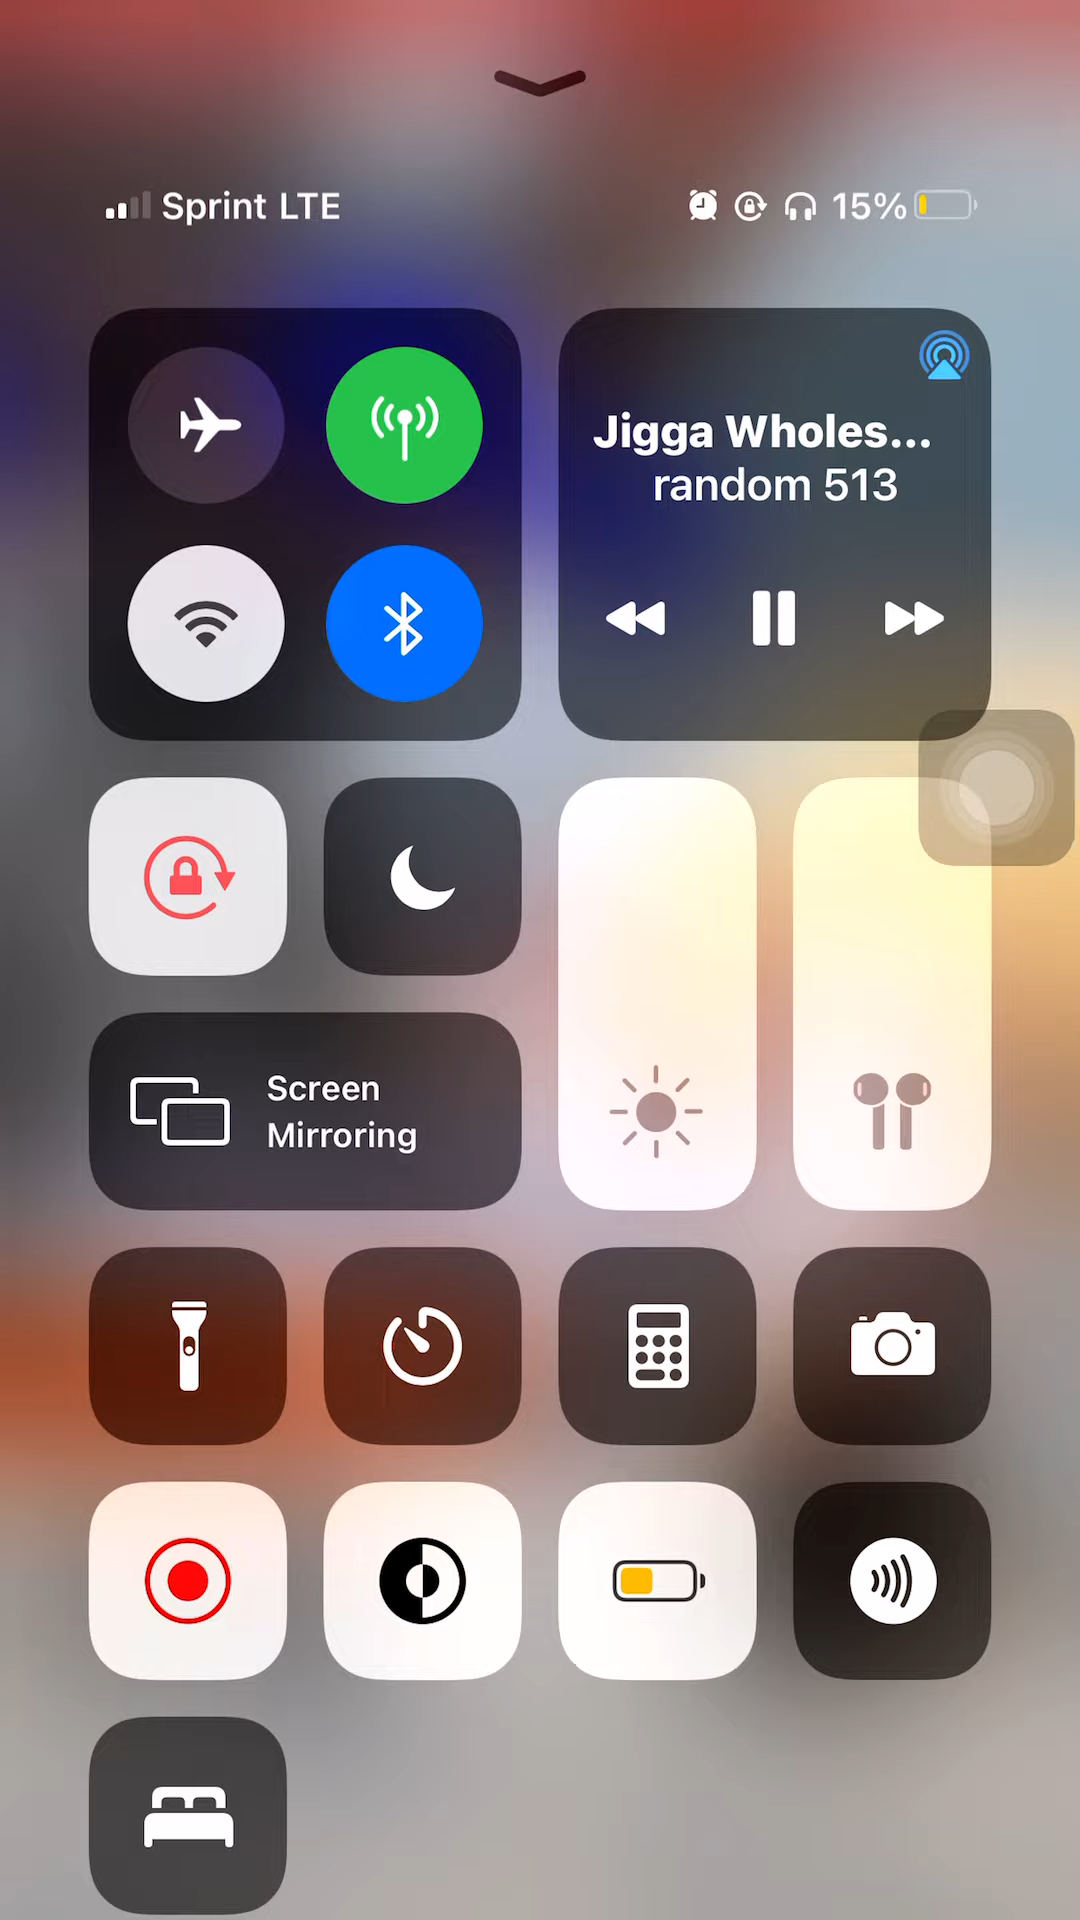 Sprint LTE
15%
Jigga Wholes...
random 513
Screen
Mirroring